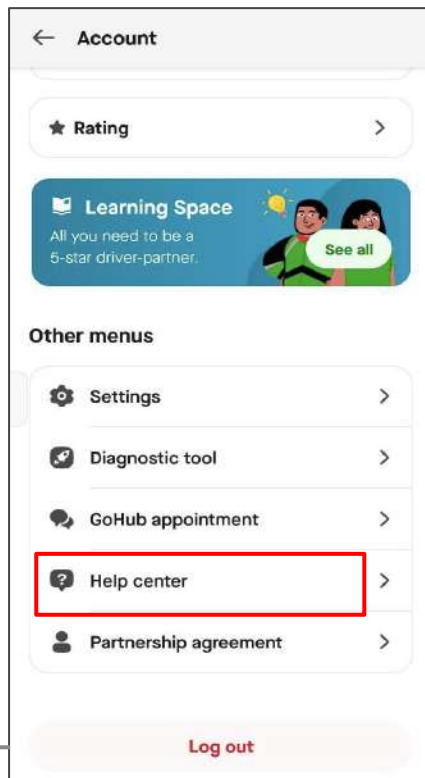 Account
Rating
Learning Space
All you need to be a
5-star driver-partner.
See all
Other menus
Settings
Diagnostic tool
GoHub appointment
Help center
Partnership agreement
Log out